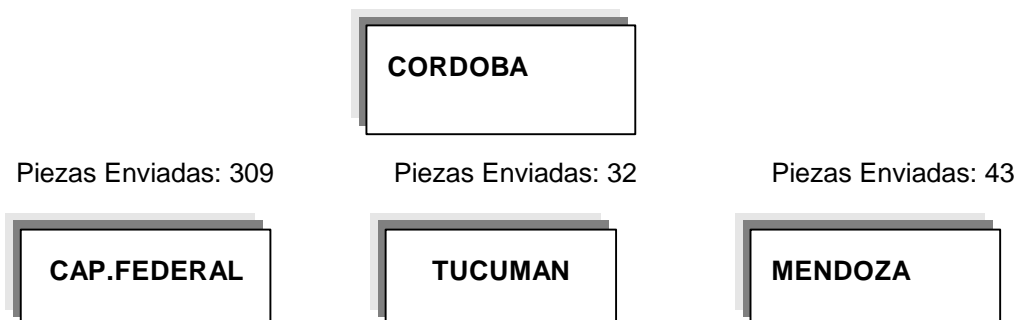 CORDOBA
Piezas Enviadas: 309 Piezas Enviadas: 32 Piezas Enviadas: 43
CAP.FEDERAL TUCUMAN MENDOZA